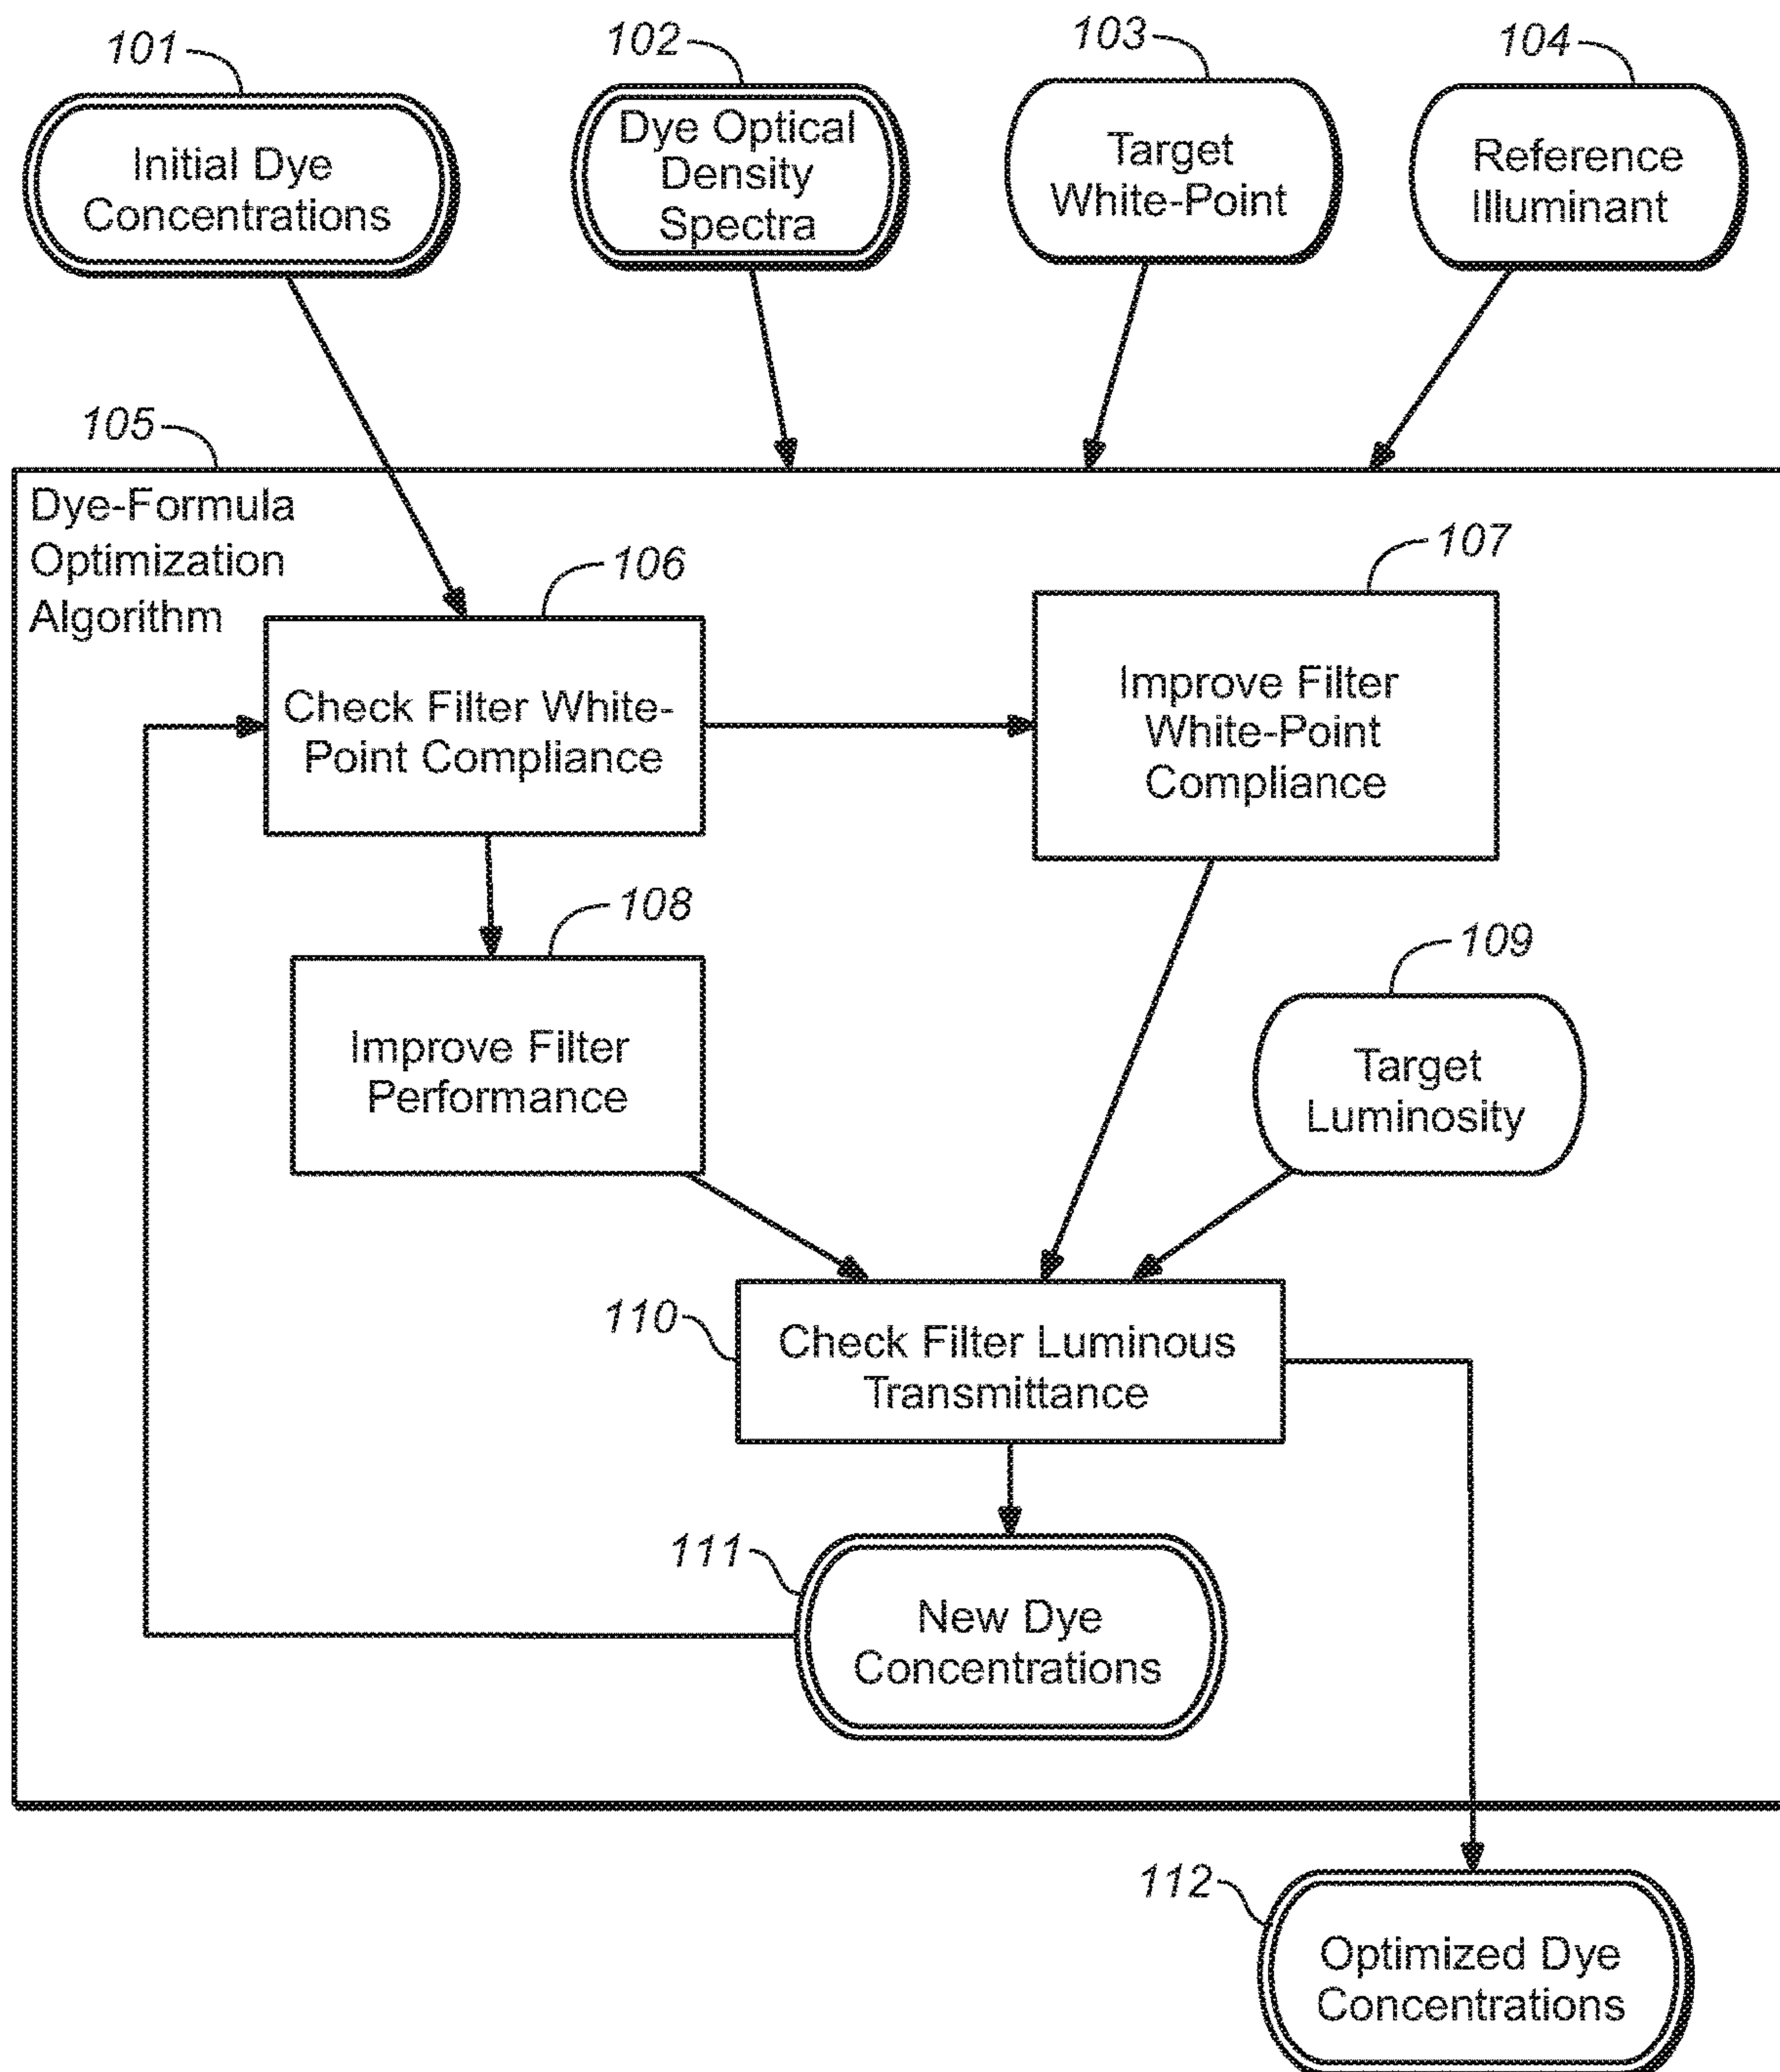 101
102
103
104
Initial Dye
Concentrations
Dye Optical
Density
Spectra
Target
White-Point
Reference
Illuminant
105
Dye-Formula
Optimization
Algorithm
106
107
Check Filter White-
Point Compliance
Improve Filter
White-Point
Compliance
108
109
Improve Filter
Performance
Target
Luminosity
110
Check Filter Luminous
Transmittance
111
New Dye
Concentrations
112
Optimized Dye
Concentrations